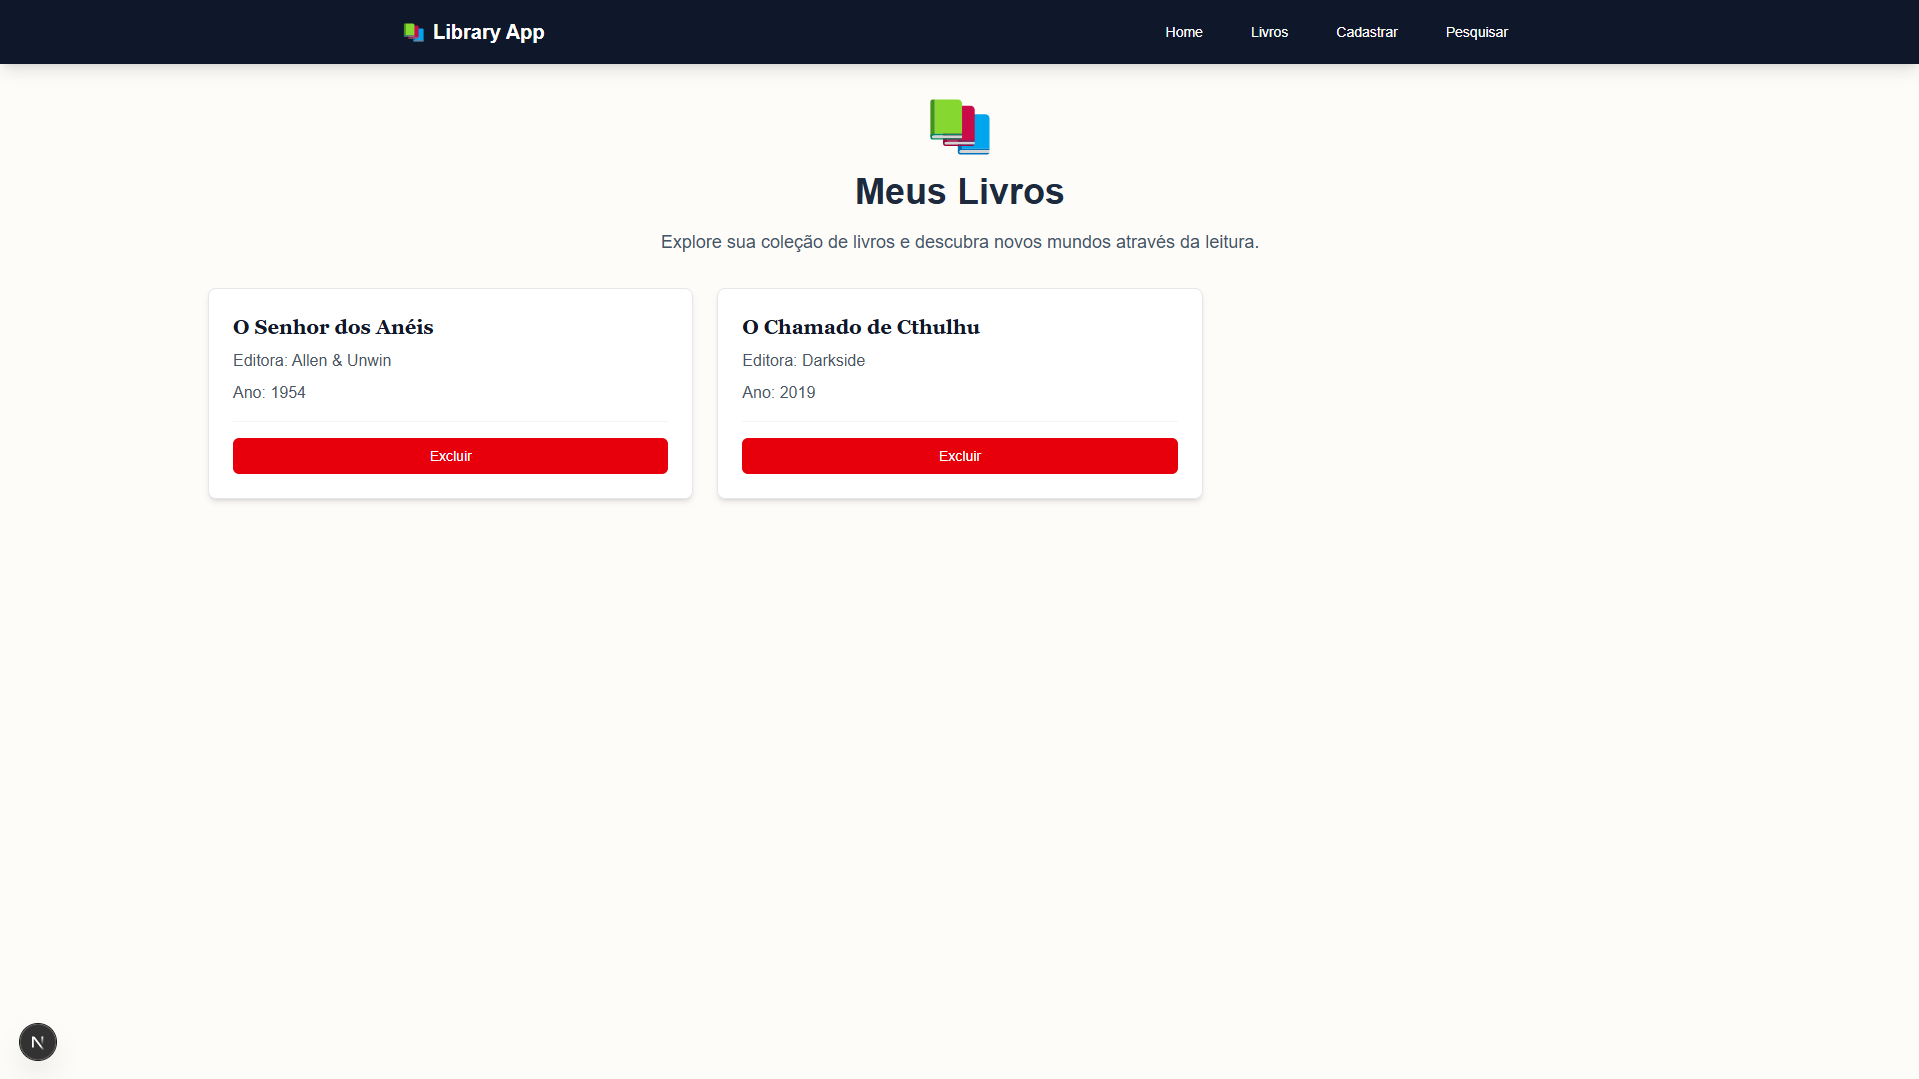 Library App
Home
Livros
Cadastrar
Pesquisar
Meus Livros
Explore sua coleção de livros e descubra novos mundos através da leitura.
O Senhor dos Anéis
Editora: Allen & Unwin
Ano: 1954
Excluir
O Chamado de Cthulhu
Editora: Darkside
Ano: 2019
Excluir
N